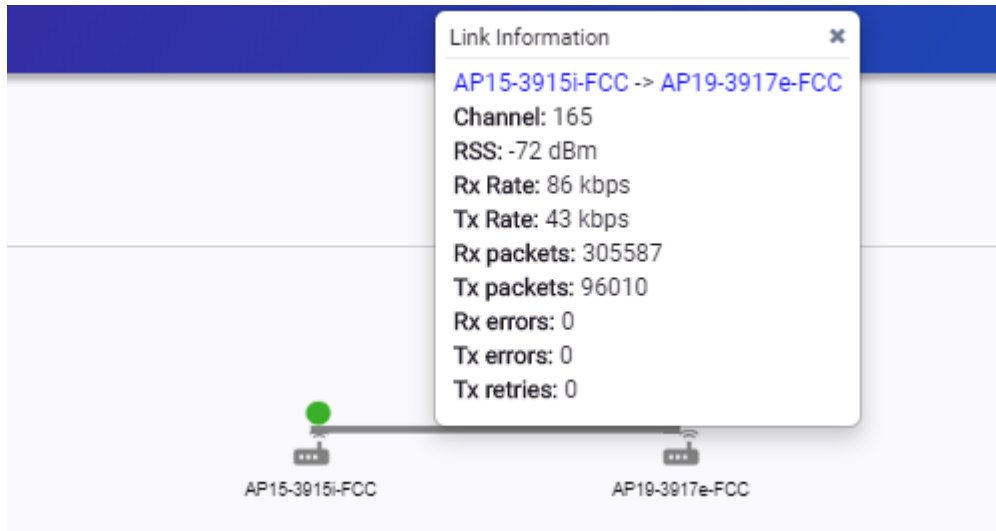 Link Information ✖
AP15-3915i-FCC -> AP19-3917e-FCC
Channel: 165
RSS: -72 dBm
Rx Rate: 86 kbps
Tx Rate: 43 kbps
Rx packets: 305587
Tx packets: 96010
Rx errors: 0
Tx errors: 0
Tx retries: 0
AP15-3915i-FCC
AP19-3917e-FCC